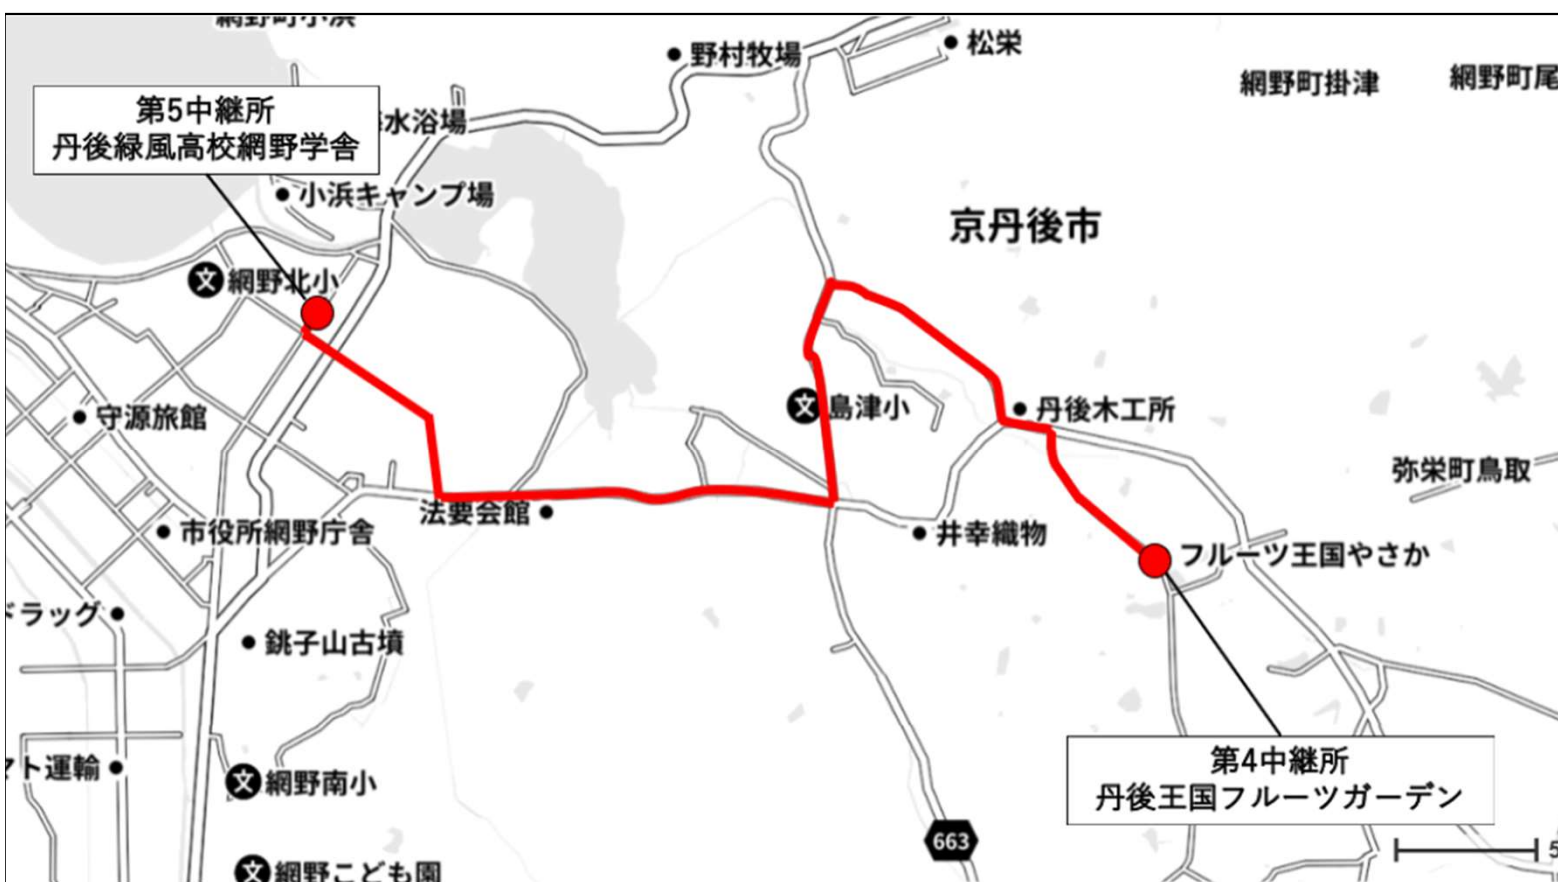 網野町小浜
野村牧場
松栄
網野町掛津
網野町尾
第5中継所
丹後緑風高校網野学舎
水浴場
小浜キャンプ場
京丹後市
網野北小
守源旅館
島津小
丹後木工所
弥栄町鳥取
法要会館
市役所網野庁舎
井幸織物
フルーツ王国やさか
ドラッグ
銚子山古墳
第4中継所
丹後王国フルーツガーデン
マト運輸
網野南小
663
5
網野こども園